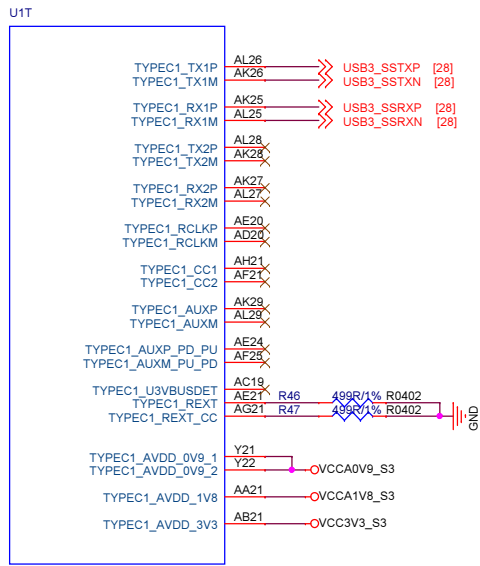 U1T
TYPEC1_TX1P AL26 USB3_SSTXP [28]
TYPEC1_TX1M AK26 USB3_SSTXN [28]
TYPEC1_RX1P AK25 USB3_SSRXP [28]
TYPEC1_RX1M AL25 USB3_SSRXN [28]
TYPEC1_TX2P AL28
TYPEC1_TX2M AK28
TYPEC1_RX2P AK27
TYPEC1_RX2M AL27
TYPEC1_RCLKP AE20
TYPEC1_RCLKM AD20
TYPEC1_CC1 AH21
TYPEC1_CC2 AF21
TYPEC1_AUXP AK29
TYPEC1_AUXM AL29
TYPEC1_AUXP_PD_PU AE24
TYPEC1_AUXM_PU_PD AF25
TYPEC1_U3VBUSDET AC19
TYPEC1_REXT AE21 R46 499R/1% R0402
TYPEC1_REXT_CC AG21 R47 499R/1% R0402
GND
TYPEC1_AVDD_0V9_1 Y21
TYPEC1_AVDD_0V9_2 Y22 VCCA0V9_S3
TYPEC1_AVDD_1V8 AA21 VCCA1V8_S3
TYPEC1_AVDD_3V3 AB21 VCC3V3_S3